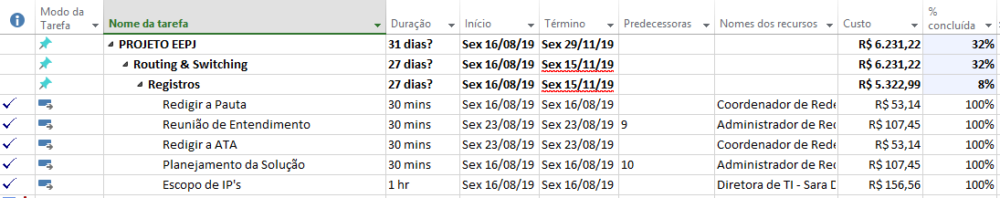 Modo da Tarefa Nome da tarefa Duração Início Término Predecessoras Nomes dos recursos Custo % concluída
PROJETO EEPJ 31 dias? Sex 16/08/19 Sex 29/11/19 R$ 6.231,22 32%
Routing & Switching 27 dias? Sex 16/08/19 Sex 15/11/19 R$ 6.231,22 32%
Registros 27 dias? Sex 16/08/19 Sex 15/11/19 R$ 5.322,99 8%
Redigir a Pauta 30 mins Sex 16/08/19 Sex 16/08/19 Coordenador de Rede R$ 53,14 100%
Reunião de Entendimento 30 mins Sex 23/08/19 Sex 23/08/19 9 Administrador de Rec R$ 107,45 100%
Redigir a ATA 30 mins Sex 23/08/19 Sex 23/08/19 Coordenador de Rede R$ 53,14 100%
Planejamento da Solução 30 mins Sex 16/08/19 Sex 16/08/19 10 Administrador de Rec R$ 107,45 100%
Escopo de IP's 1 hr Sex 16/08/19 Sex 16/08/19 Diretora de TI - Sara D R$ 156,56 100%